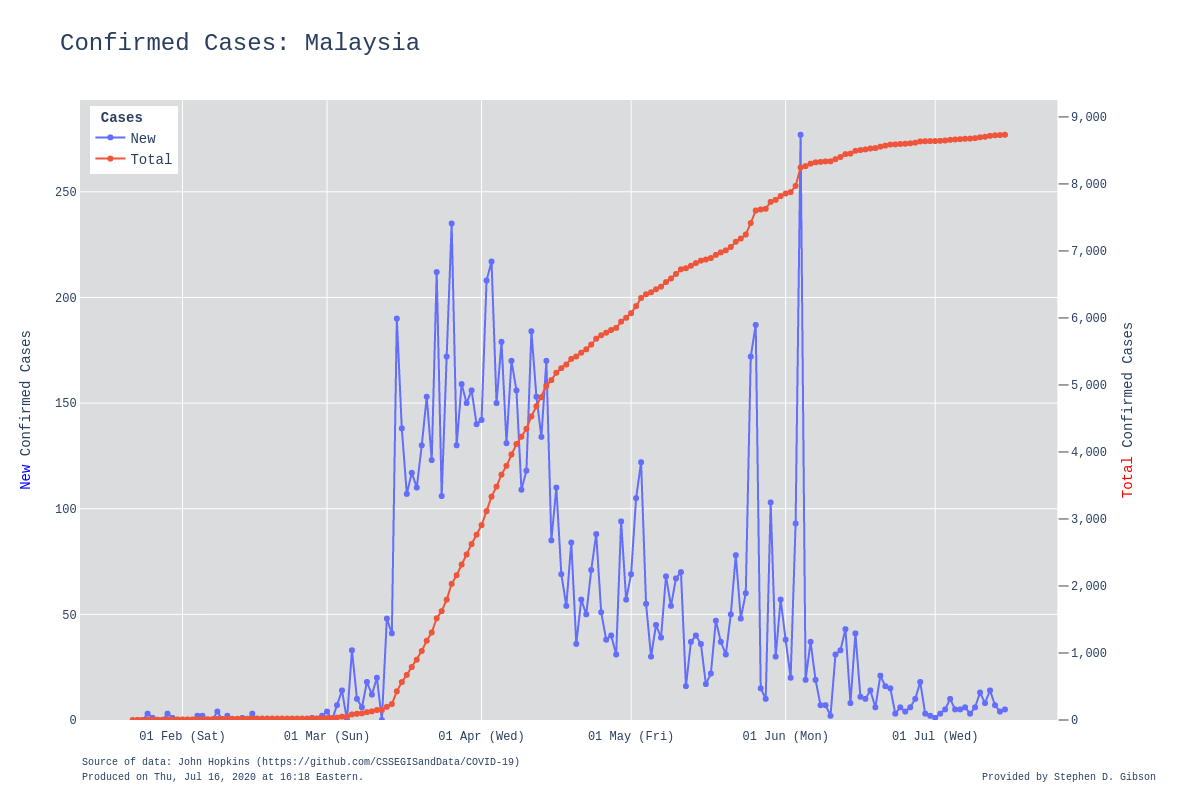 Confirmed Cases: Malaysia
Cases
New
Total
250
200
150
100
50
0
New Confirmed Cases
9,000
8,000
7,000
6,000
5,000
4,000
3,000
2,000
1,000
0
Total Confirmed Cases
01 Feb (Sat) 01 Mar (Sun) 01 Apr (Wed) 01 May (Fri) 01 Jun (Mon) 01 Jul (Wed)
Source of data: John Hopkins (https://github.com/CSSEGISandData/COVID-19)
Produced on Thu, Jul 16, 2020 at 16:18 Eastern.
Provided by Stephen D. Gibson